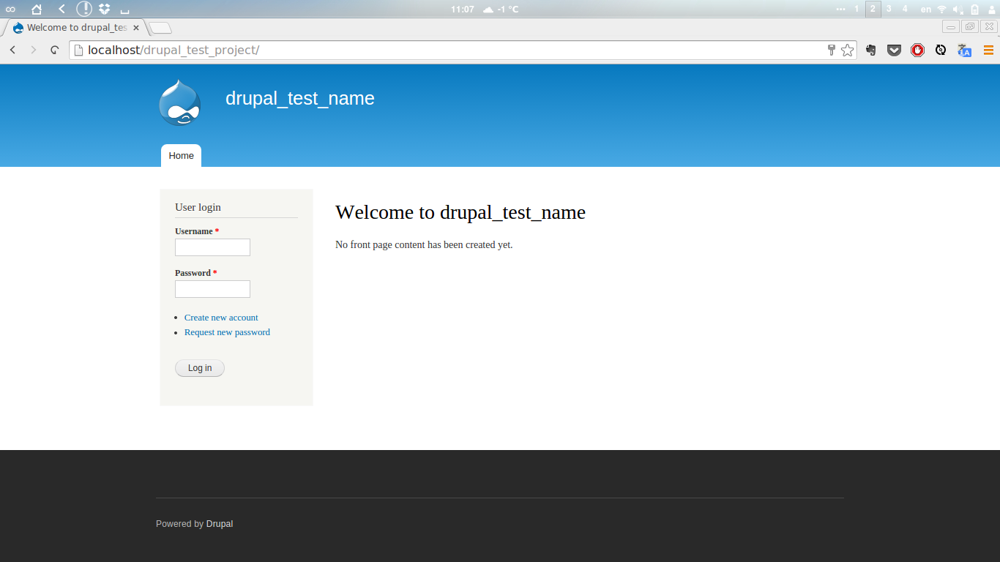 11:07 -1 °C ••• 1 2 3 4 en
Welcome to drupal_tes
localhost/drupal_test_project/
drupal_test_name
Home
User login
Username *
Password *
Create new account
Request new password
Log in
Welcome to drupal_test_name
No front page content has been created yet.
Powered by Drupal